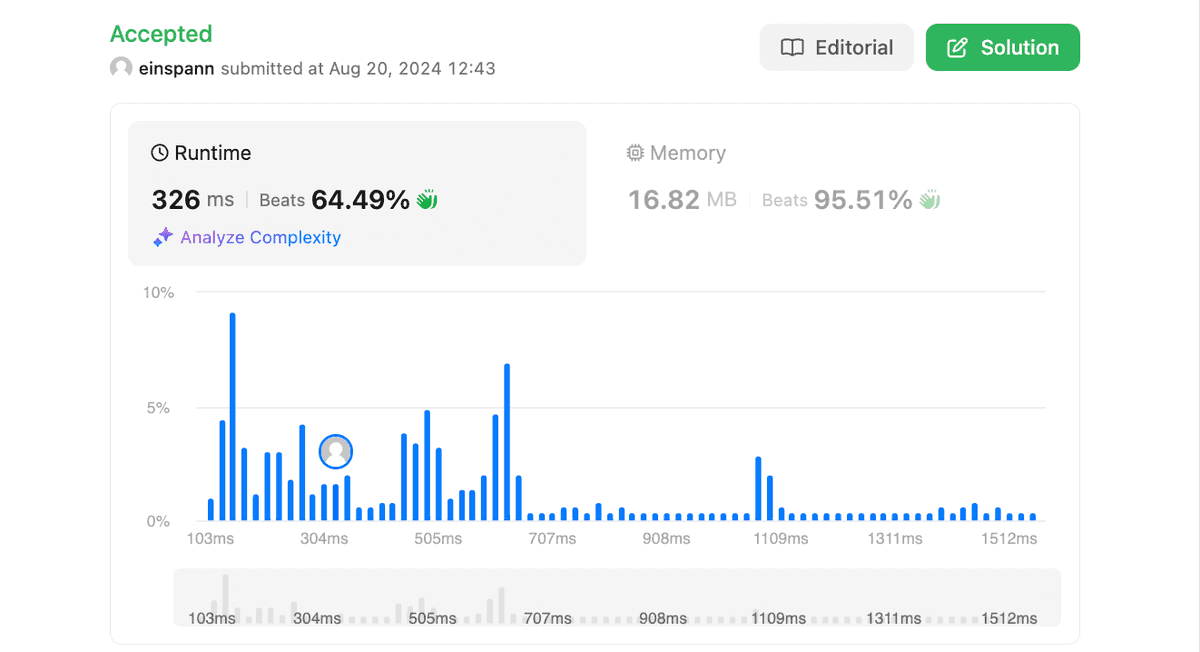 Accepted
einspann submitted at Aug 20, 2024 12:43
Editorial
Solution
Runtime
326 ms
Beats 64.49%
Analyze Complexity
Memory
16.82 MB
Beats 95.51%
10%
5%
0%
103ms 304ms 505ms 707ms 908ms 1109ms 1311ms 1512ms
103ms 304ms 505ms 707ms 908ms 1109ms 1311ms 1512ms